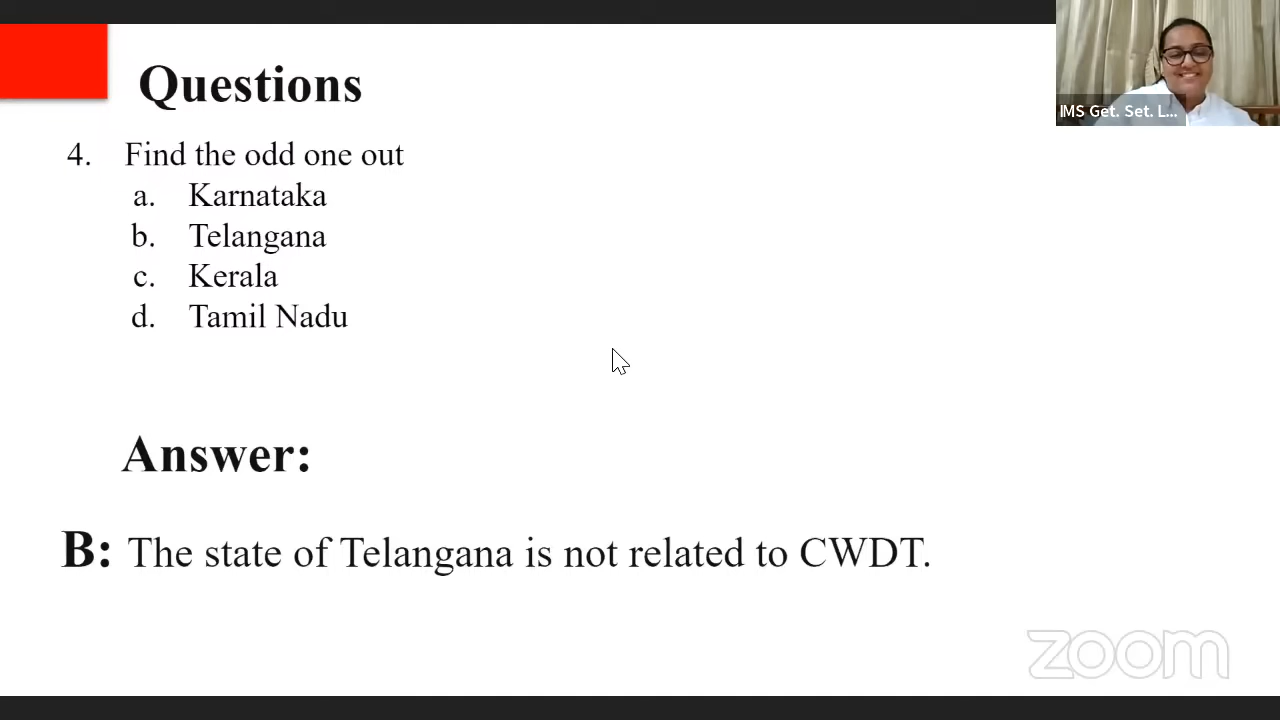 Questions
IMS Get. Set. L...
4. Find the odd one out
a. Karnataka
b. Telangana
c. Kerala
d. Tamil Nadu
Answer:
B: The state of Telangana is not related to CWDT.
zoom